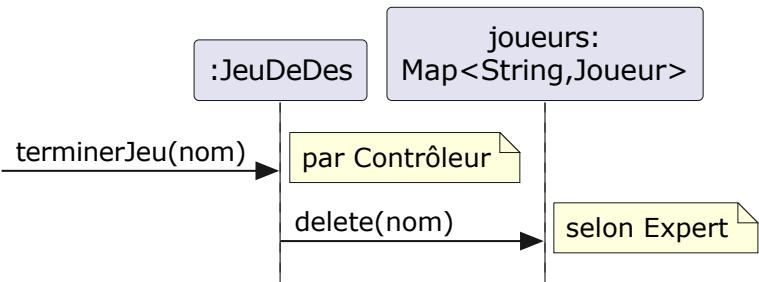 :JeuDeDes
joueurs:
Map<String,Joueur>
terminerJeu(nom)
par Contrôleur
delete(nom)
selon Expert